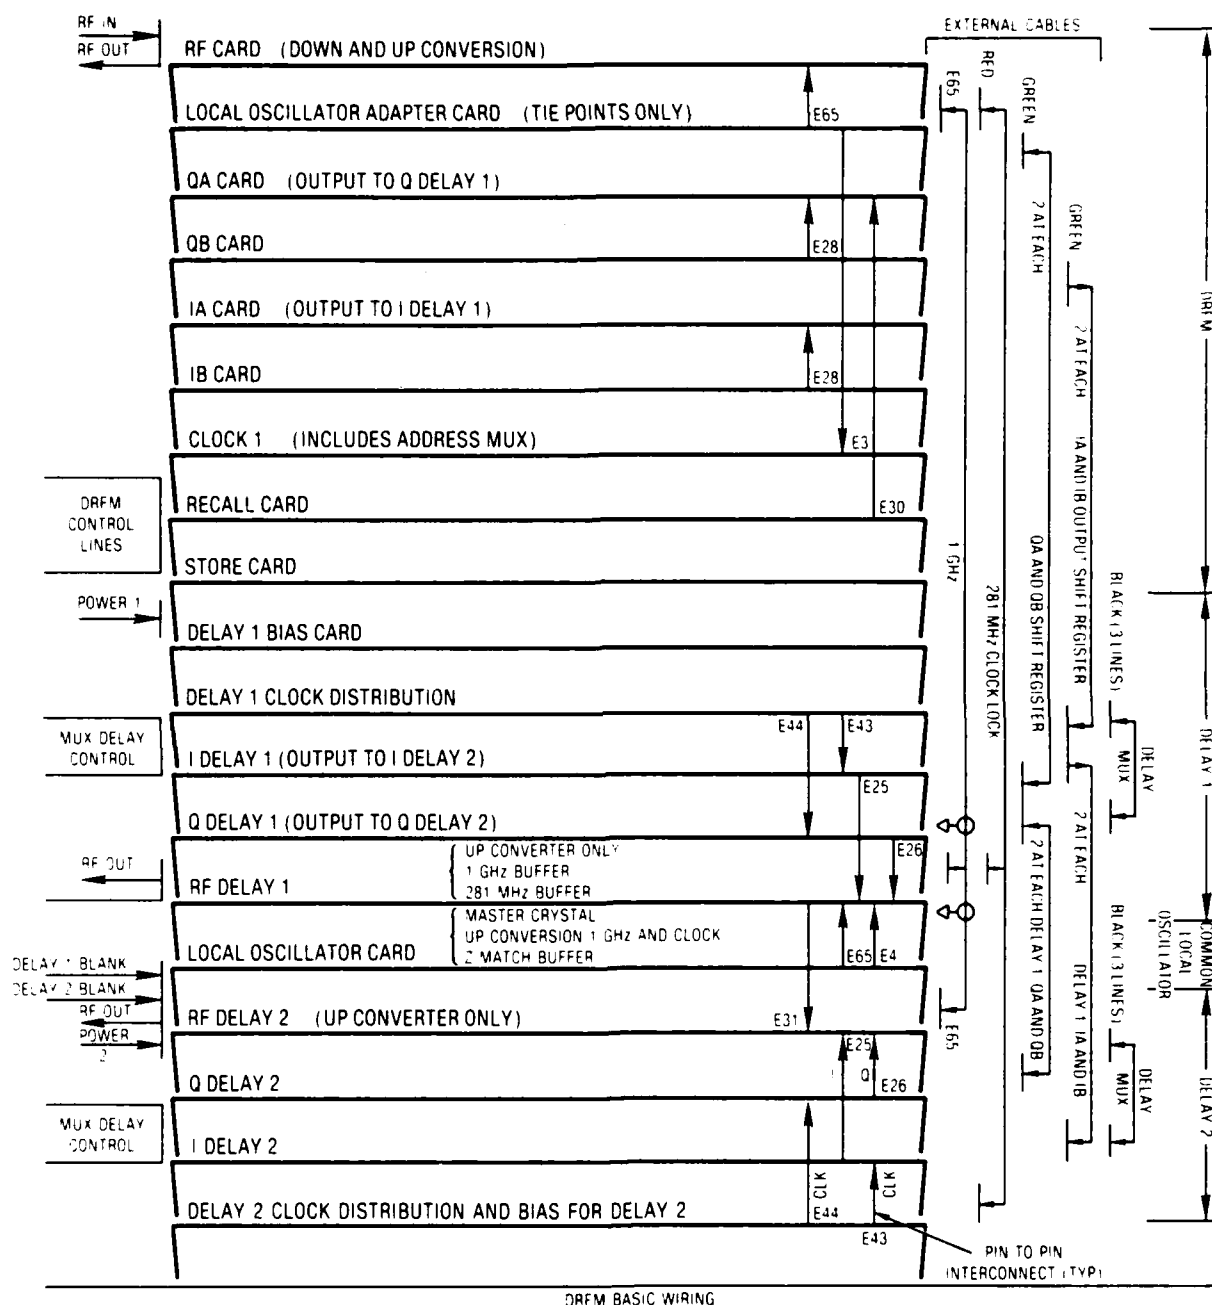 RF IN
RF OUT
RF CARD (DOWN AND UP CONVERSION)
EXTERNAL CABLES
LOCAL OSCILLATOR ADAPTER CARD (TIE POINTS ONLY)
E65
E65
RED
GREEN
QA CARD (OUTPUT TO Q DELAY 1)
2 AT EACH
GREEN
QB CARD
E28
IA CARD (OUTPUT TO I DELAY 1)
DRFM
IB CARD
E28
2 AT EACH
CLOCK 1 (INCLUDES ADDRESS MUX)
E3
IA AND IB OUTPUT SHIFT REGISTER
DRFM
CONTROL
LINES
RECALL CARD
E30
STORE CARD
1 GHz
281 MHz CLOCK LOCK
QA AND QB SHIFT REGISTER
BLACK (3 LINES)
POWER 1
DELAY 1 BIAS CARD
DELAY 1 CLOCK DISTRIBUTION
MUX DELAY
CONTROL
E44
E43
I DELAY 1 (OUTPUT TO I DELAY 2)
DELAY
MUX
DELAY 1
E25
Q DELAY 1 (OUTPUT TO Q DELAY 2)
2 AT EACH
RF OUT
RF DELAY 1
UP CONVERTER ONLY
1 GHz BUFFER
281 MHz BUFFER
E26
2 AT EACH DELAY 1 QA AND QB
LOCAL OSCILLATOR CARD
MASTER CRYSTAL
UP CONVERSION 1 GHz AND CLOCK
2 MATCH BUFFER
E65
E4
BLACK (3 LINES)
COMMON
LOCAL
OSCILLATOR
DELAY 1 BLANK
DELAY 2 BLANK
RF OUT
POWER
2
RF DELAY 2 (UP CONVERTER ONLY)
E31
E65
DELAY 1 IA AND IB
E25
I
Q
Q DELAY 2
E26
DELAY
MUX
DELAY 2
MUX DELAY
CONTROL
I DELAY 2
CLK
CLK
DELAY 2 CLOCK DISTRIBUTION AND BIAS FOR DELAY 2
E44
E43
PIN TO PIN
INTERCONNECT (TYP)
DRFM BASIC WIRING